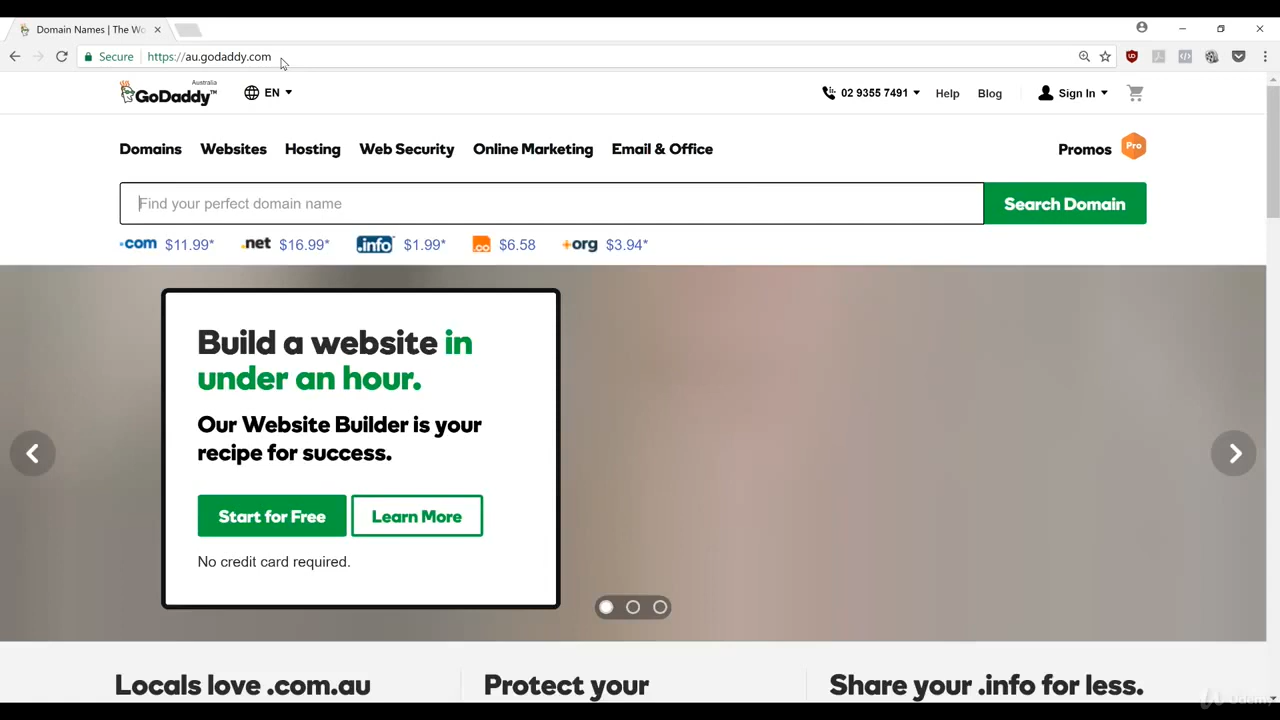 Domain Names | The Wo
Secure https://au.godaddy.com
Australia
GoDaddy™ EN 02 9355 7491 Help Blog Sign In
Domains Websites Hosting Web Security Online Marketing Email & Office Promos Pro
Find your perfect domain name Search Domain
.com $11.99* .net $16.99* .info $1.99* $6.58 org $3.94*
Build a website in
under an hour.
Our Website Builder is your
recipe for success.
Start for Free Learn More
No credit card required.
Locals love .com.au Protect your Share your .info for less.
Udemy